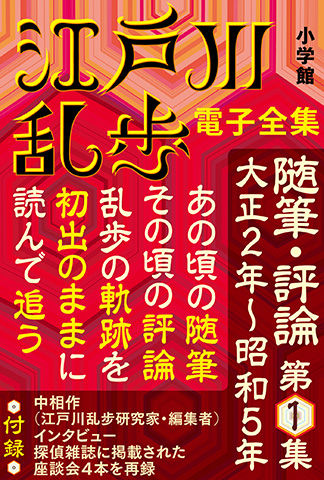 小学館
江戸川
乱歩
電子全集
随筆・評論 第1集
大正2年~昭和5年
あの頃の随筆
その頃の評論
乱歩の軌跡を
初出のままに
読んで追う
付録
中相作
(江戸川乱歩研究家・編集者)
インタビュー
探偵雑誌に掲載された
座談会4本を再録